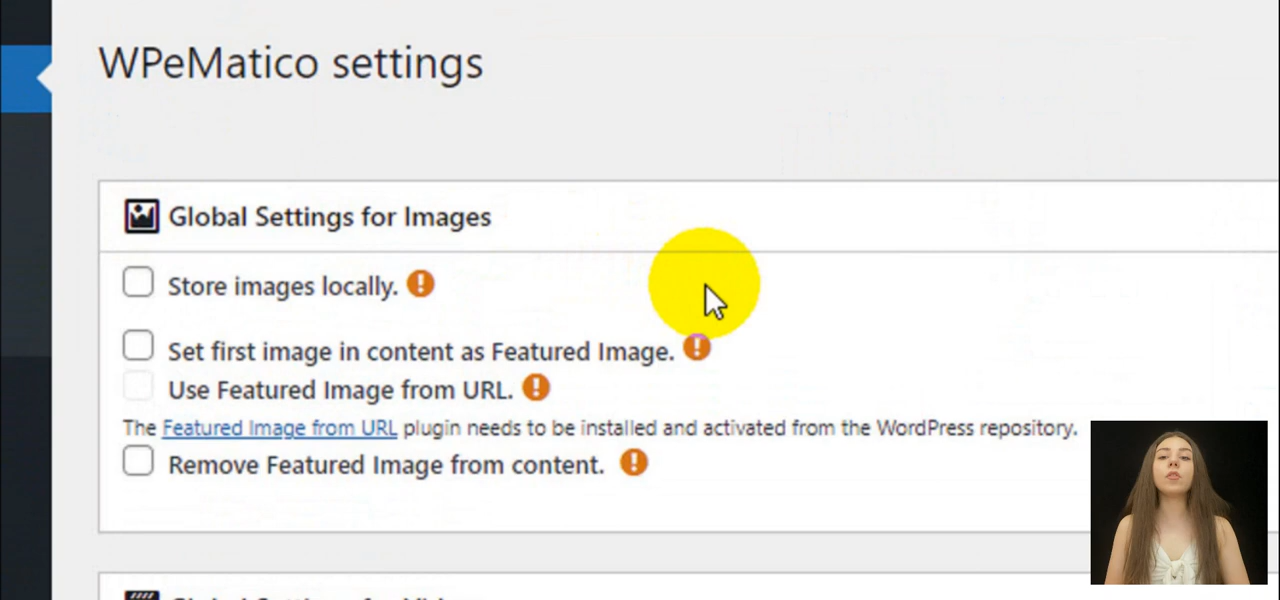 WPeMatico settings
Global Settings for Images
Store images locally.
Set first image in content as Featured Image.
Use Featured Image from URL.
The Featured Image from URL plugin needs to be installed and activated from the WordPress repository.
Remove Featured Image from content.